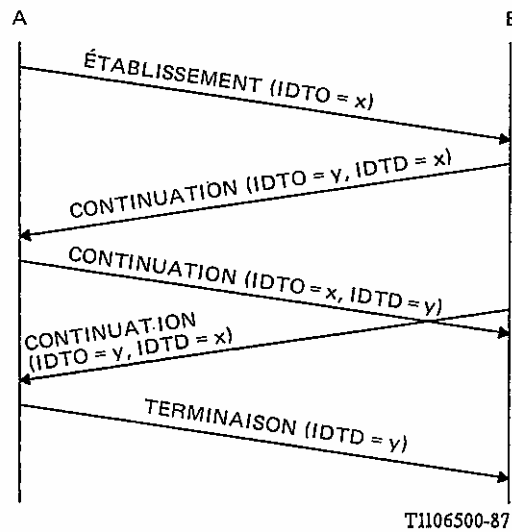 A
B
ÉTABLISSEMENT (IDTO = x)
CONTINUATION (IDTO = y, IDTD = x)
CONTINUATION (IDTO = x, IDTD = y)
CONTINUATION
(IDTO = y, IDTD = x)
TERMINAISON (IDTD = y)
T1106500-87